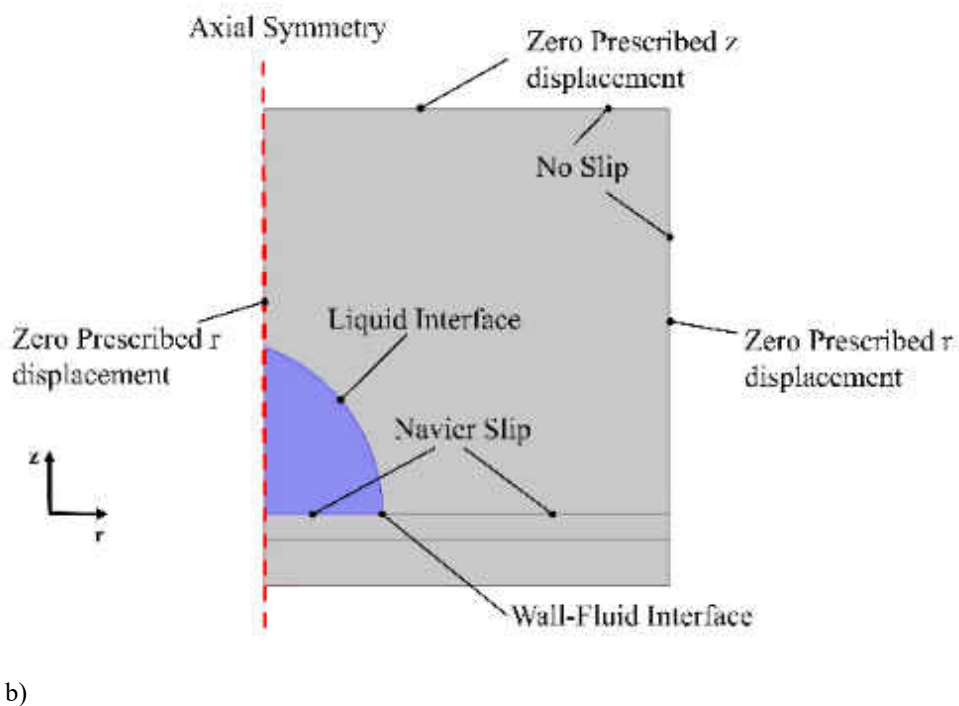 Axial Symmetry
Zero Prescribed z
displacement
No Slip
Liquid Interface
Zero Prescribed r
displacement
Zero Prescribed r
displacement
Navier Slip
z
r
Wall-Fluid Interface
b)